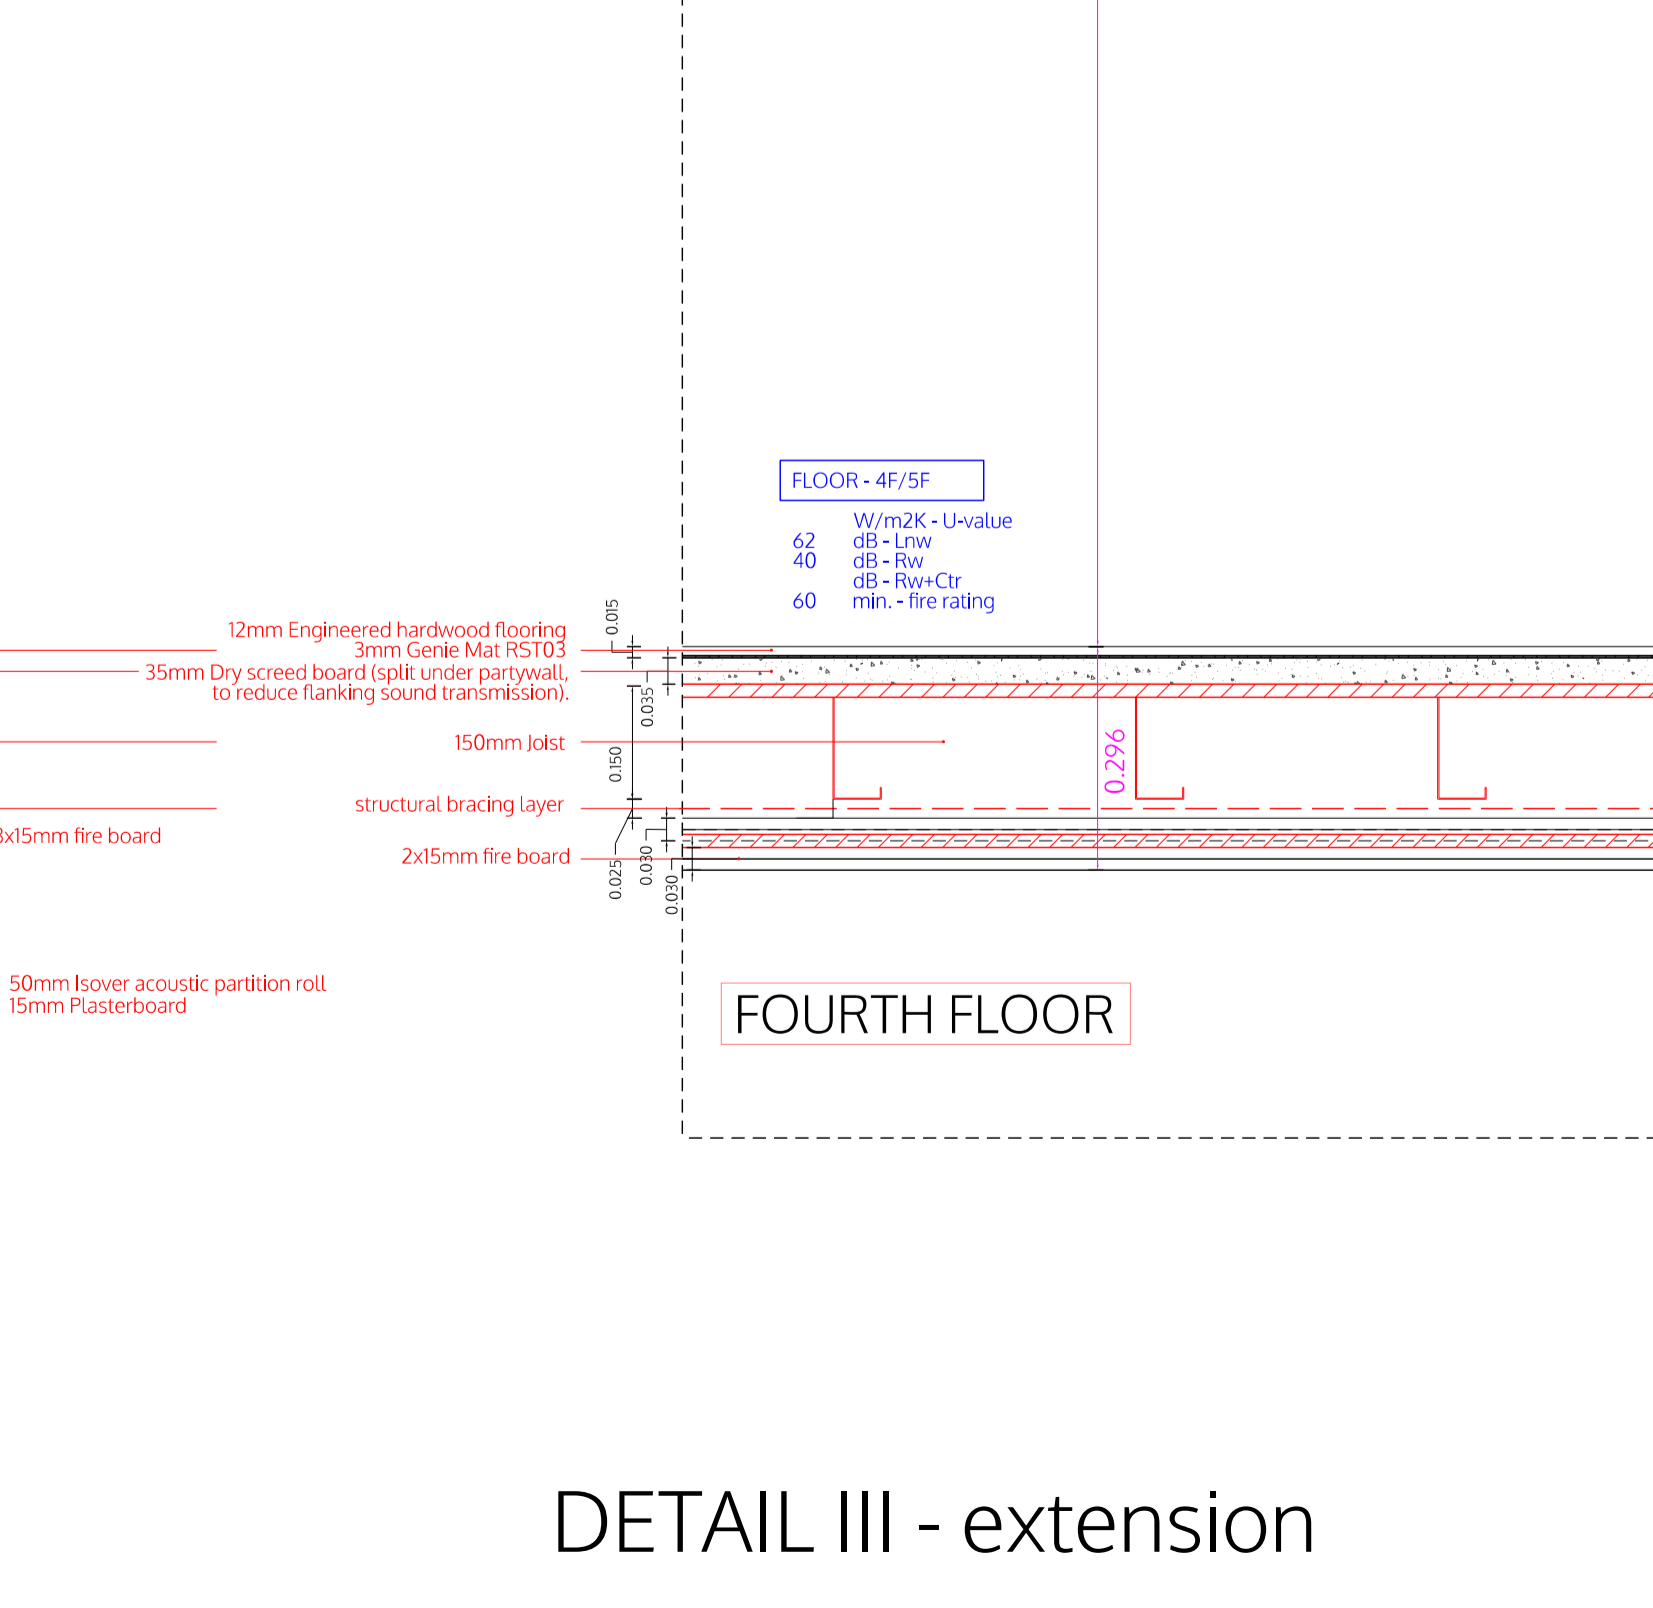 FLOOR - 4F/5F
W/m2K - U-value
62 dB - Lnw
40 dB - Rw
dB - Rw+Ctr
60 min. - fire rating
12mm Engineered hardwood flooring
3mm Genie Mat RST03
35mm Dry screed board (split under partywall,
to reduce flanking sound transmission).
150mm Joist
structural bracing layer
3x15mm fire board
2x15mm fire board
0.015
0.035
0.150
0.025
0.030
0.030
0.296
50mm Isover acoustic partition roll
15mm Plasterboard
FOURTH FLOOR
DETAIL III - extension